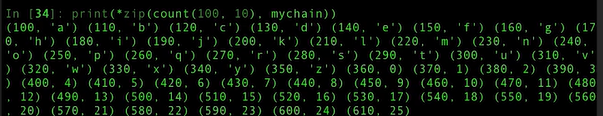 In [34]: print(*zip(count(100, 10), mychain))
(100, 'a') (110, 'b') (120, 'c') (130, 'd') (140, 'e') (150, 'f') (160, 'g') (17
0, 'h') (180, 'i') (190, 'j') (200, 'k') (210, 'l') (220, 'm') (230, 'n') (240,
'o') (250, 'p') (260, 'q') (270, 'r') (280, 's') (290, 't') (300, 'u') (310, 'v'
) (320, 'w') (330, 'x') (340, 'y') (350, 'z') (360, 0) (370, 1) (380, 2) (390, 3
) (400, 4) (410, 5) (420, 6) (430, 7) (440, 8) (450, 9) (460, 10) (470, 11) (480
, 12) (490, 13) (500, 14) (510, 15) (520, 16) (530, 17) (540, 18) (550, 19) (560
, 20) (570, 21) (580, 22) (590, 23) (600, 24) (610, 25)